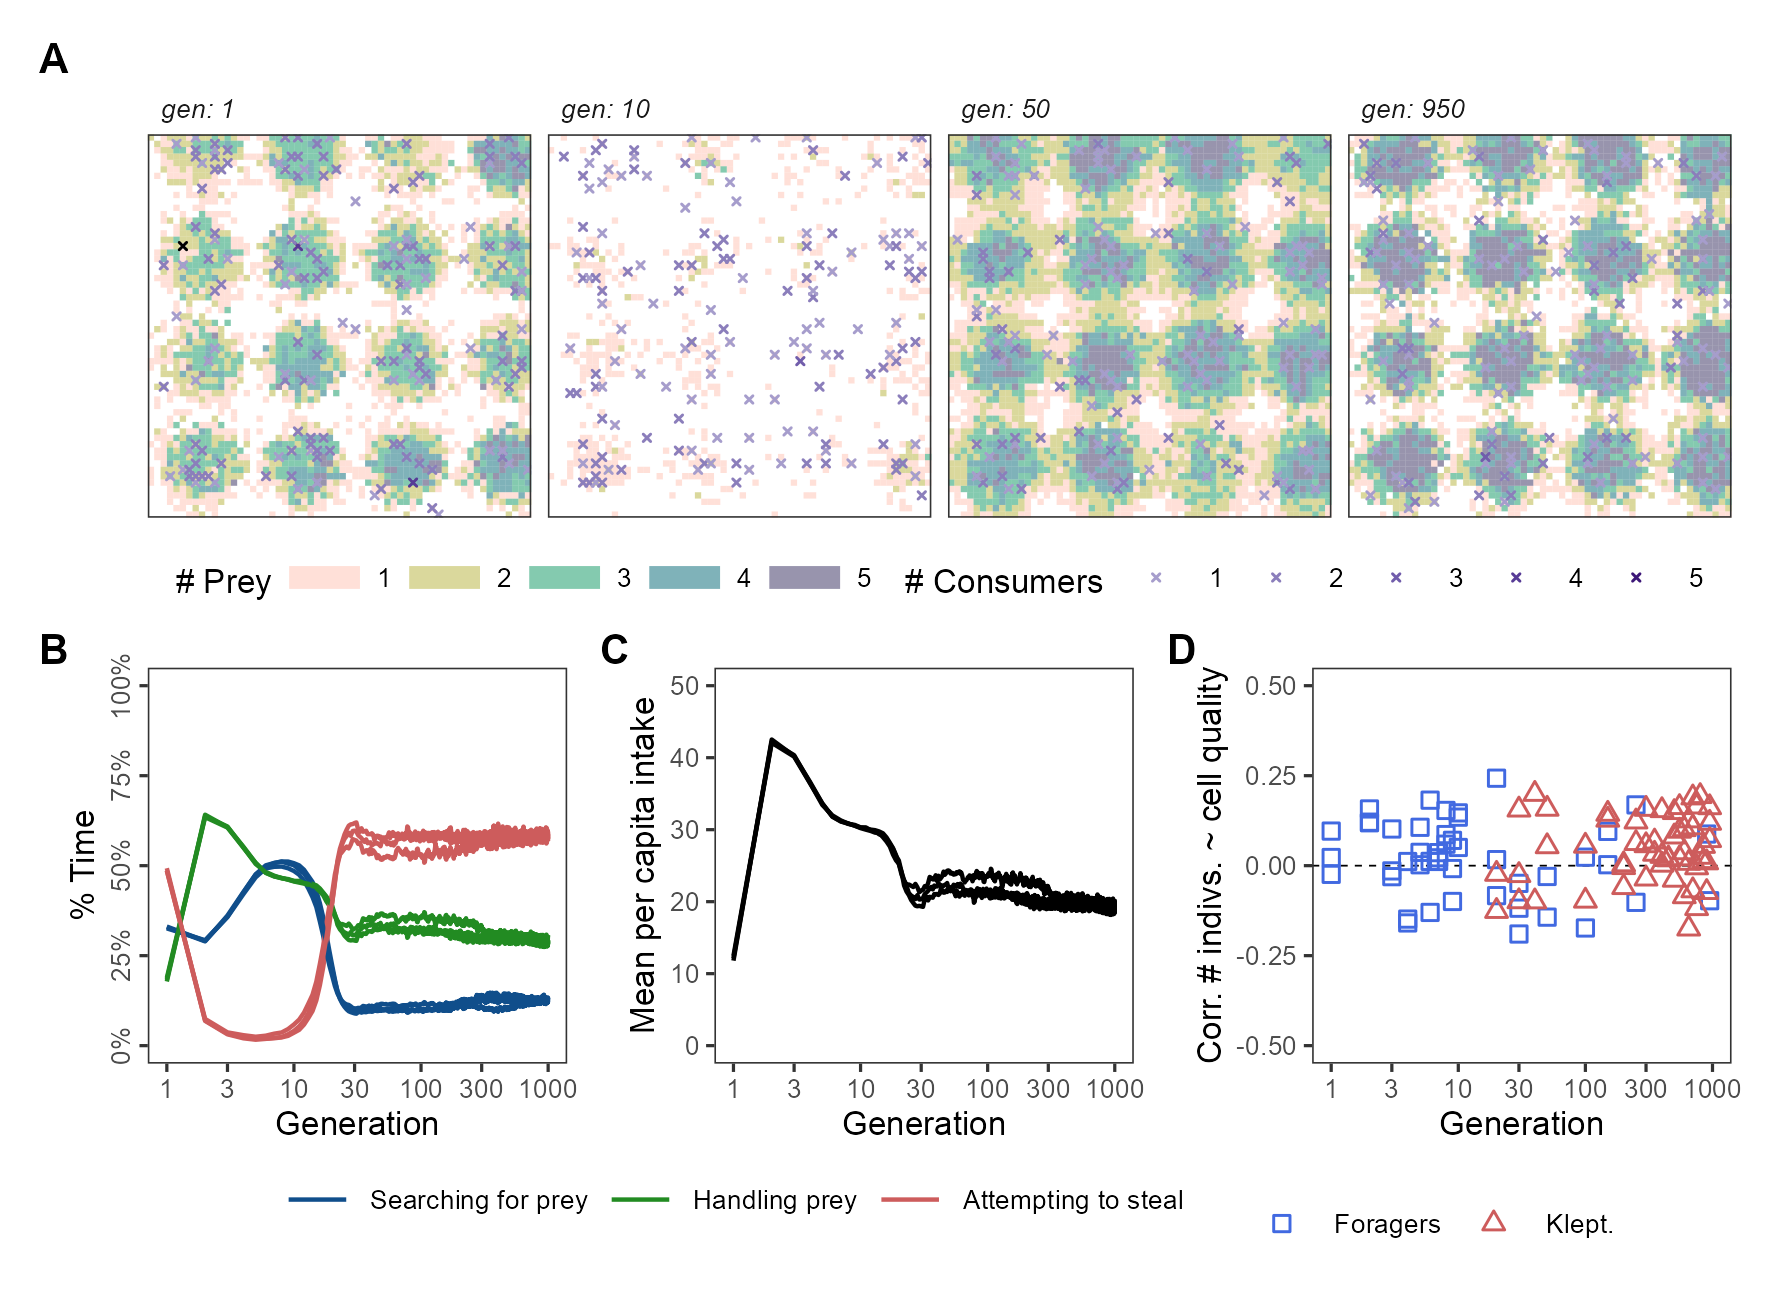 A
gen: 1
gen: 10
gen: 50
gen: 950
# Prey 1 2 3 4 5 # Consumers 1 2 3 4 5
B
% Time
100%
75%
50%
25%
0%
1 3 10 30 100 300 1000
Generation
C
Mean per capita intake
50
40
30
20
10
0
1 3 10 30 100 300 1000
Generation
D
Corr. # indivs. ~ cell quality
0.50
0.25
0.00
-0.25
-0.50
1 3 10 30 100 300 1000
Generation
Searching for prey Handling prey Attempting to steal
Foragers Klept.